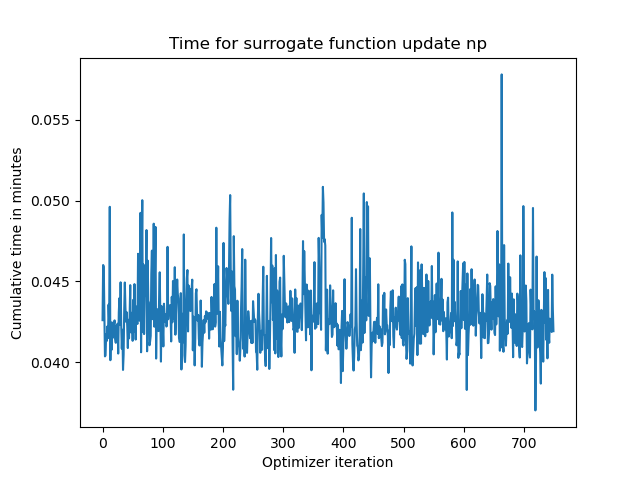 Time for surrogate function update np
Cumulative time in minutes
0.055
0.050
0.045
0.040
0 100 200 300 400 500 600 700
Optimizer iteration